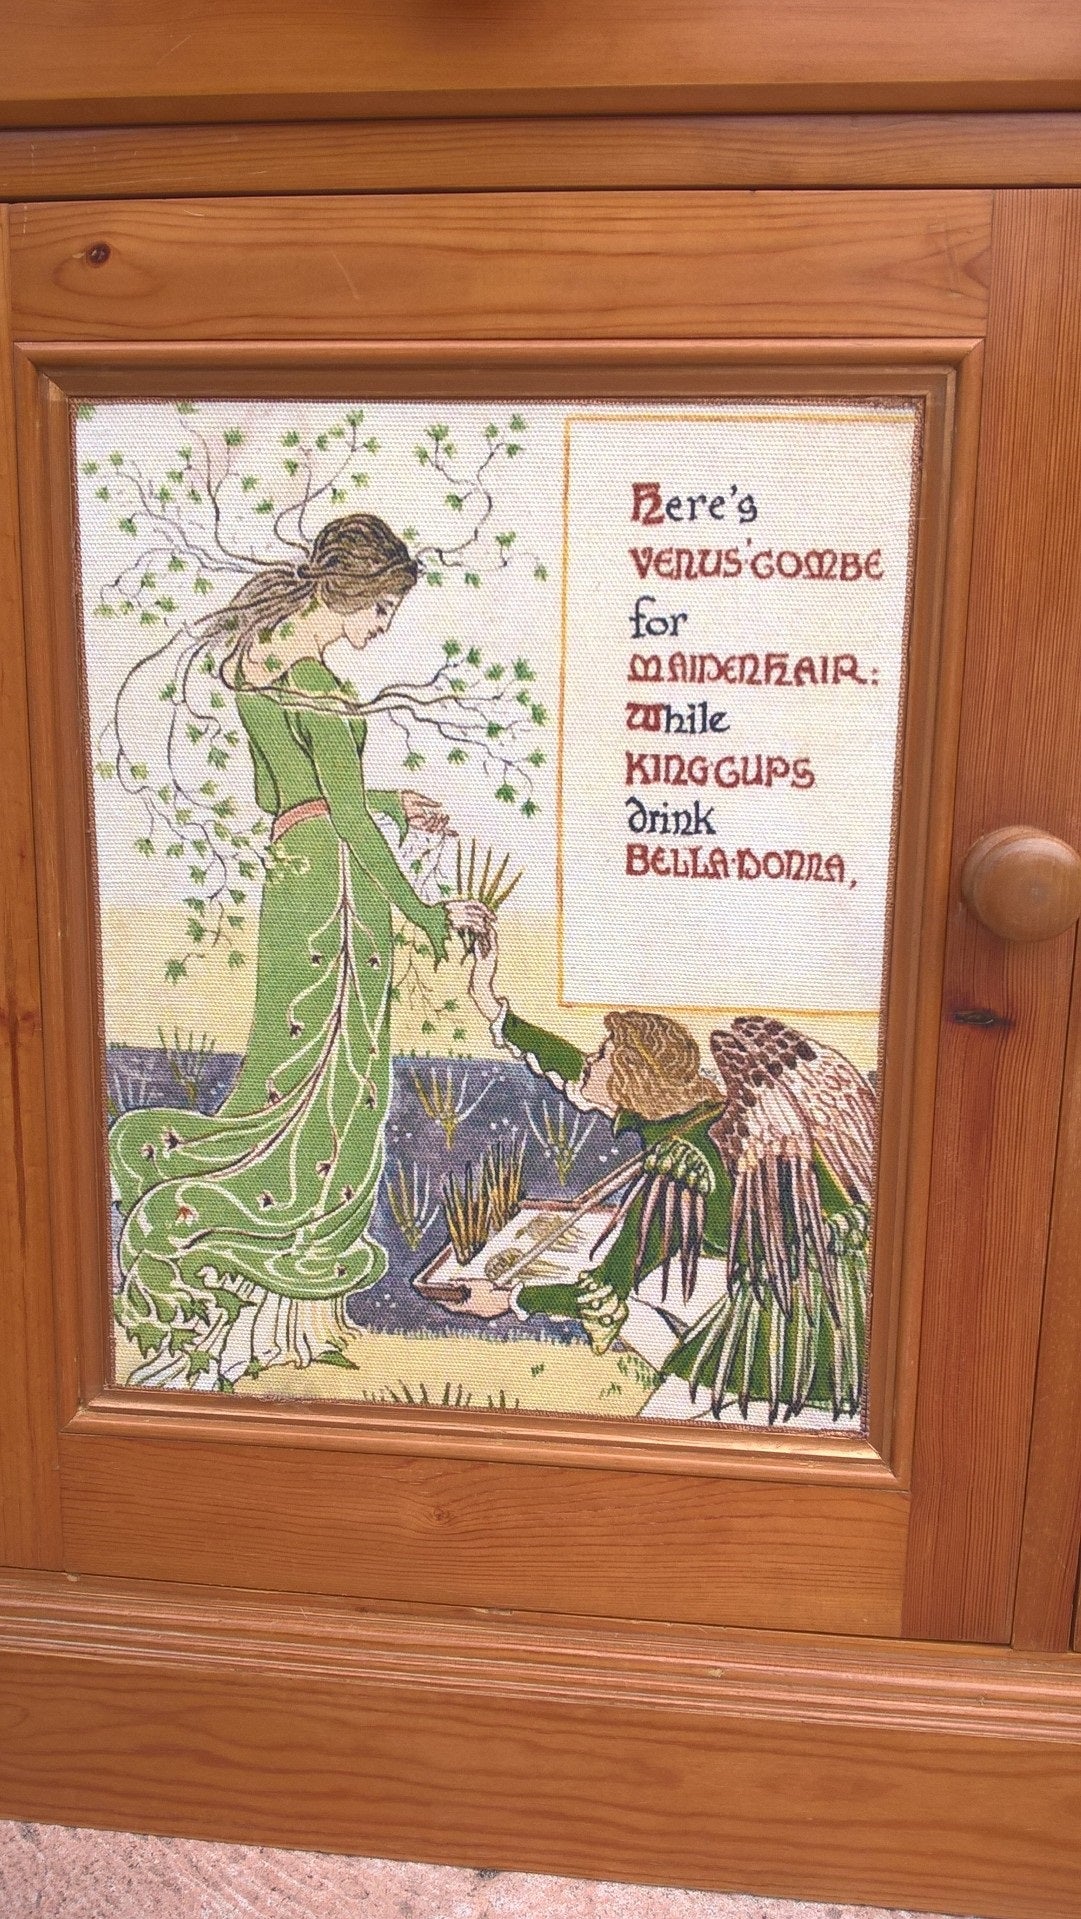 Here's
VENUS' COMBE
for
MAIDENHAIR:
While
KINGCUPS
drink
BELLA·DONNA,